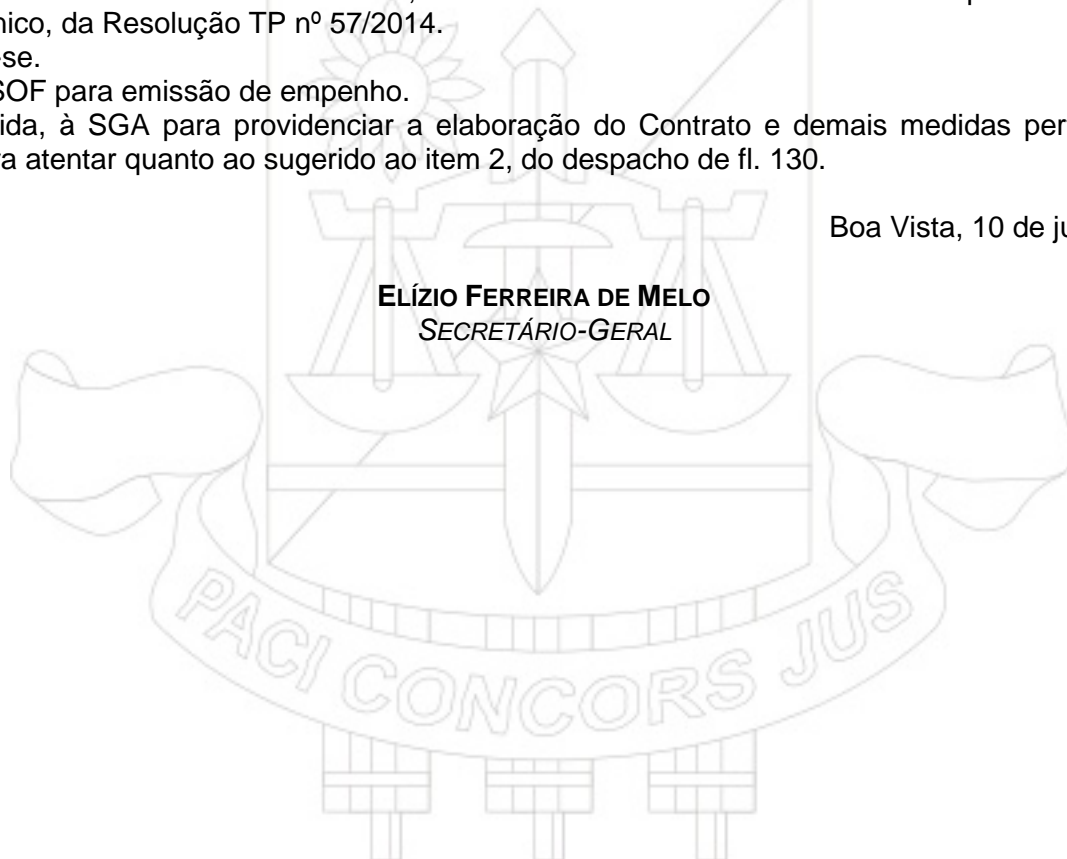 nico, da Resolução TP nº 57/2014.
se.
SOF para emissão de empenho.
ida, à SGA para providenciar a elaboração do Contrato e demais medidas per
ra atentar quanto ao sugerido ao item 2, do despacho de fl. 130.
Boa Vista, 10 de ju
ELÍZIO FERREIRA DE MELO
SECRETÁRIO-GERAL
PACI CONCORS JUS